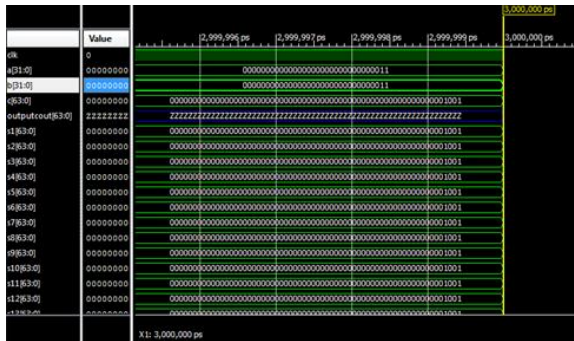 3,000,000 ps
Value
2,999,996 ps 2,999,997 ps 2,999,998 ps 2,999,999 ps 3,000,000 ps
clk 0
a[31:0] 00000000 00000000000000000000000000000011
b[31:0] 00000000 00000000000000000000000000000011
c[63:0] 00000000 0000000000000000000000000000000000000000000000000000000000001001
outputcout[63:0] ZZZZZZZZ ZZZZZZZZZZZZZZZZZZZZZZZZZZZZZZZZZZZZZZZZZZZZZZZZZZZZZZZZZZZZZZZZ
s1[63:0] 00000000 0000000000000000000000000000000000000000000000000000000000001001
s2[63:0] 00000000 0000000000000000000000000000000000000000000000000000000000001001
s3[63:0] 00000000 0000000000000000000000000000000000000000000000000000000000001001
s4[63:0] 00000000 0000000000000000000000000000000000000000000000000000000000001001
s5[63:0] 00000000 0000000000000000000000000000000000000000000000000000000000001001
s6[63:0] 00000000 0000000000000000000000000000000000000000000000000000000000001001
s7[63:0] 00000000 0000000000000000000000000000000000000000000000000000000000001001
s8[63:0] 00000000 0000000000000000000000000000000000000000000000000000000000001001
s9[63:0] 00000000 0000000000000000000000000000000000000000000000000000000000001001
s10[63:0] 00000000 0000000000000000000000000000000000000000000000000000000000001001
s11[63:0] 00000000 0000000000000000000000000000000000000000000000000000000000001001
s12[63:0] 00000000 0000000000000000000000000000000000000000000000000000000000001001
X1: 3,000,000 ps